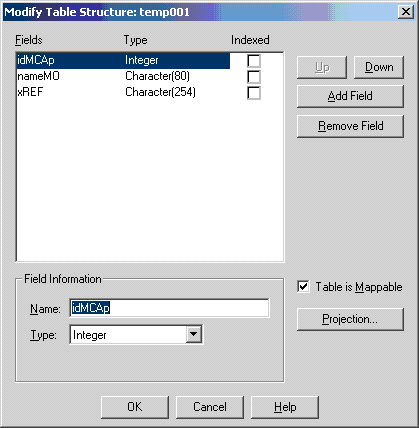 Modify Table Structure: temp001
Fields Type Indexed
idMCAp Integer
nameMO Character(80)
xREF Character(254)
Up Down
Add Field
Remove Field
Field Information
Name: idMCAp
Type: Integer
Table is Mappable
Projection...
OK Cancel Help